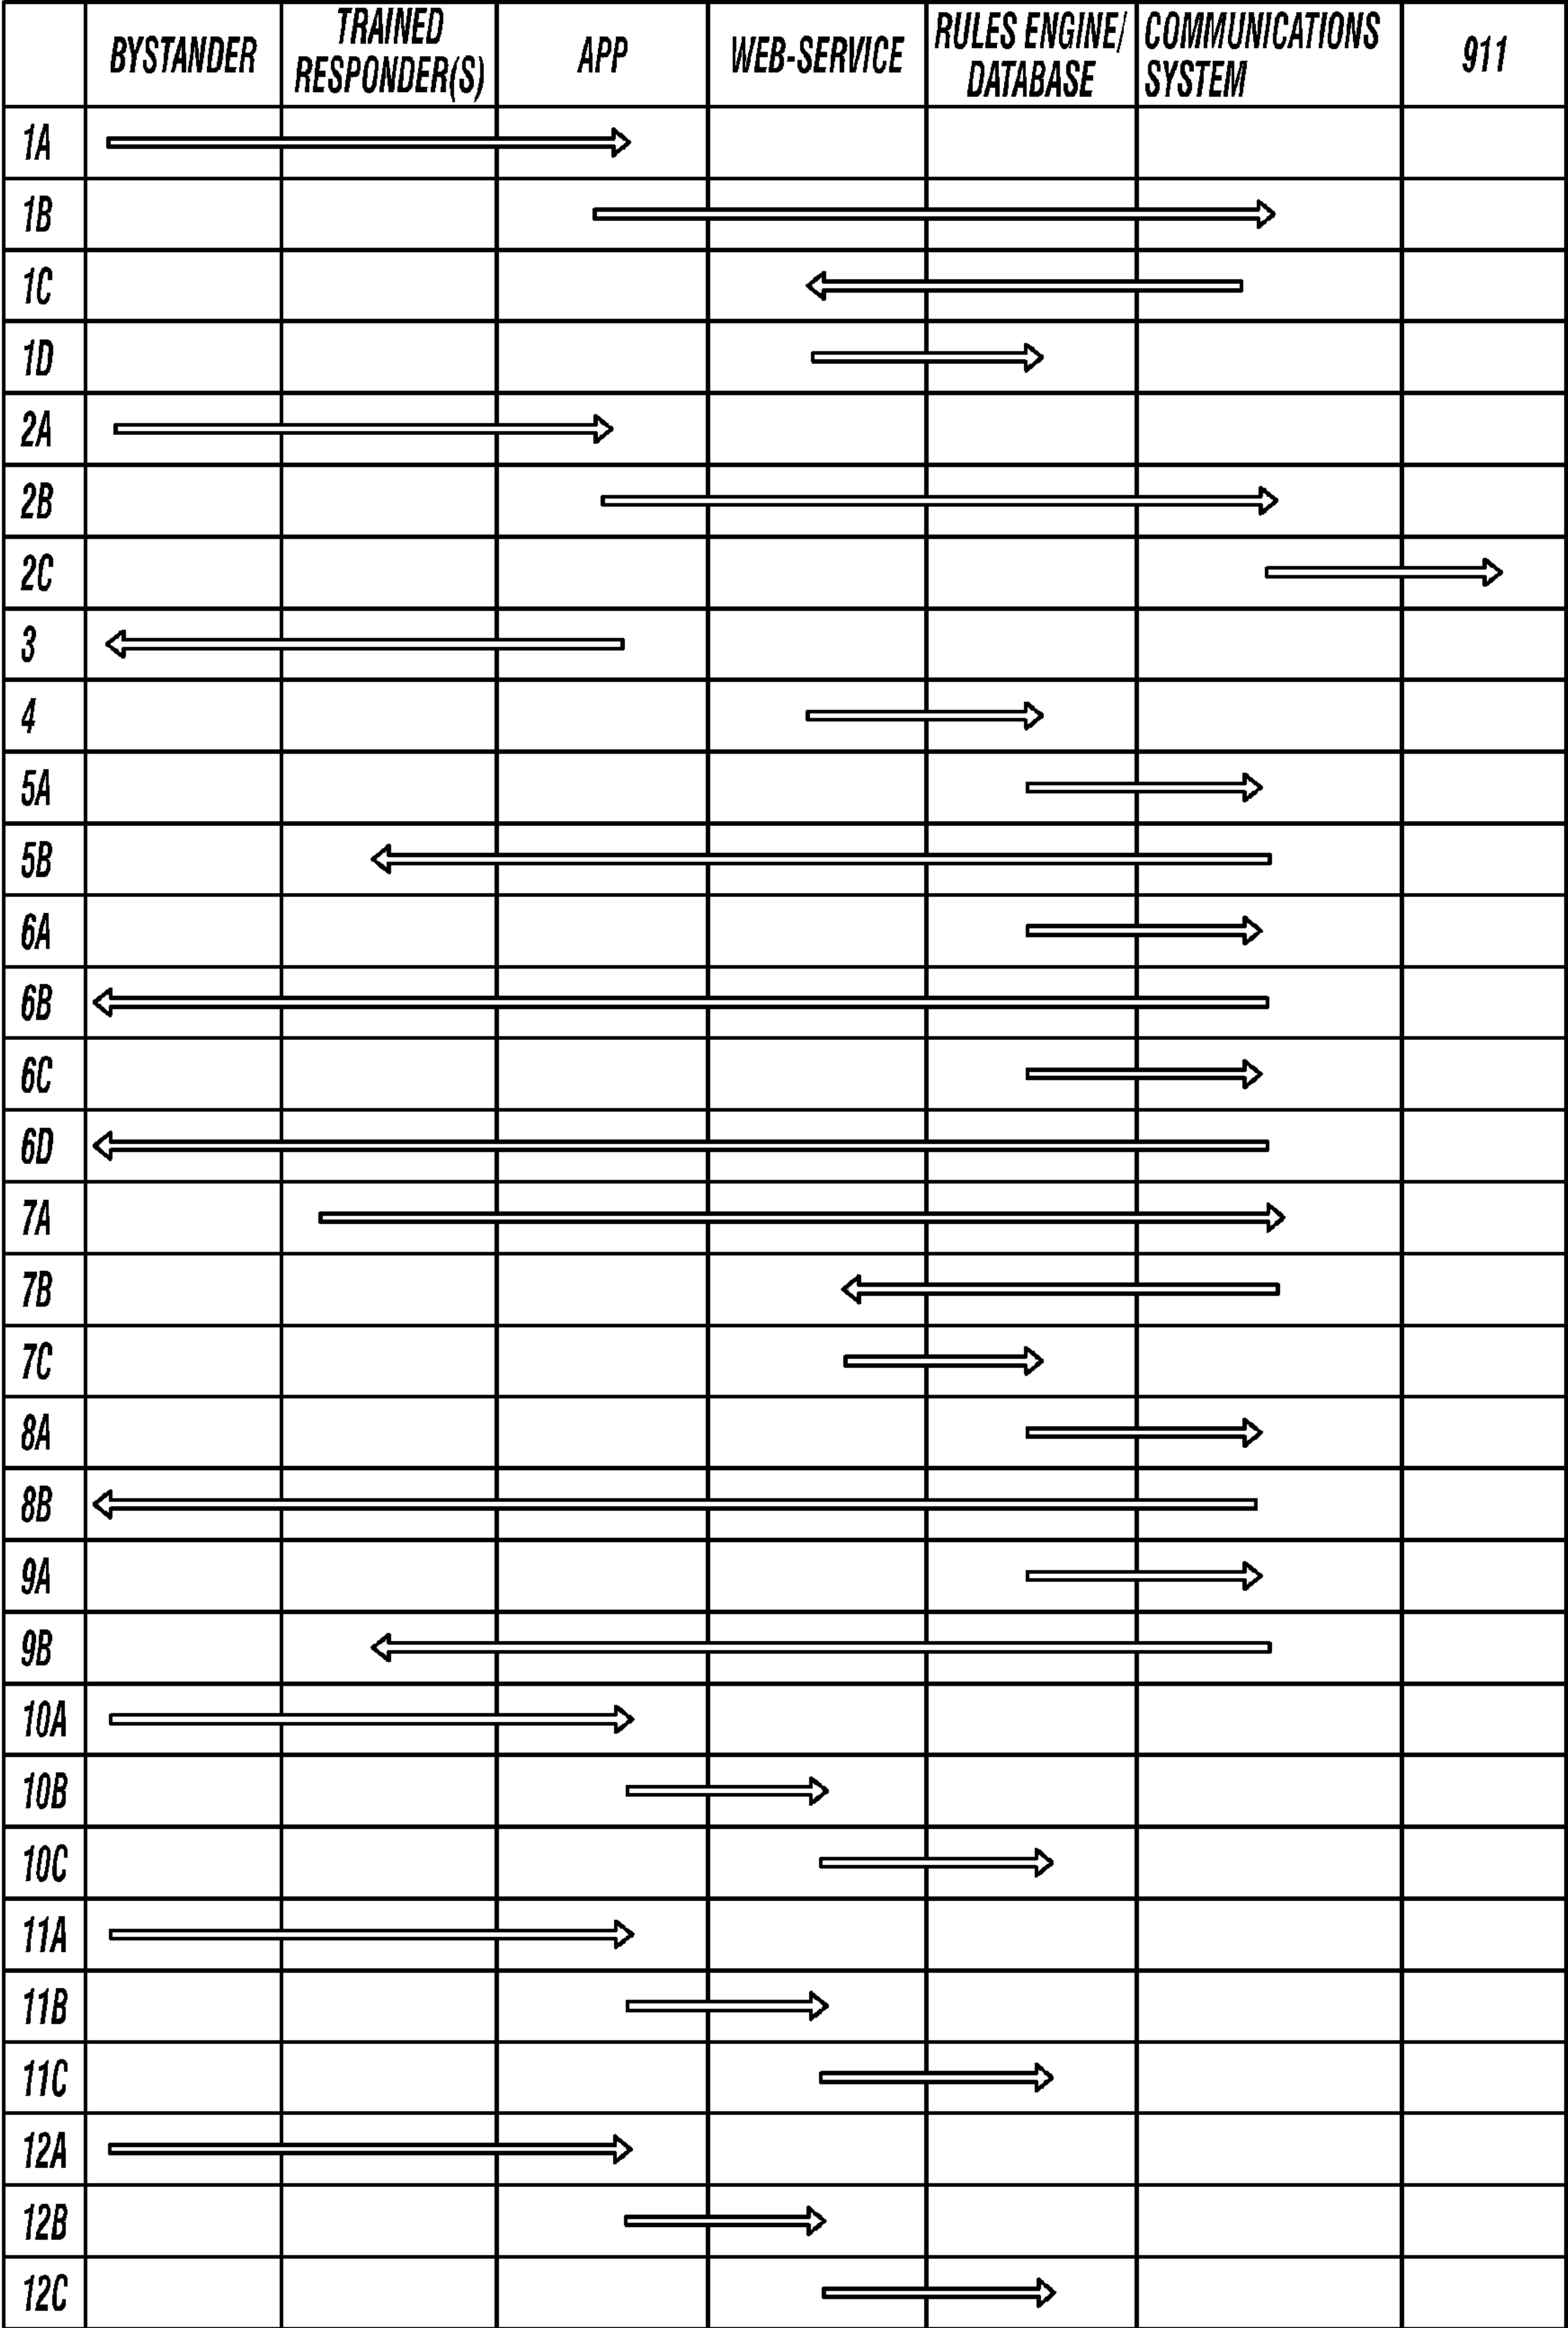 BYSTANDER
TRAINED
RESPONDER(S)
APP
WEB-SERVICE
RULES ENGINE/
DATABASE
COMMUNICATIONS
SYSTEM
911
1A
1B
1C
1D
2A
2B
2C
3
4
5A
5B
6A
6B
6C
6D
7A
7B
7C
8A
8B
9A
9B
10A
10B
10C
11A
11B
11C
12A
12B
12C